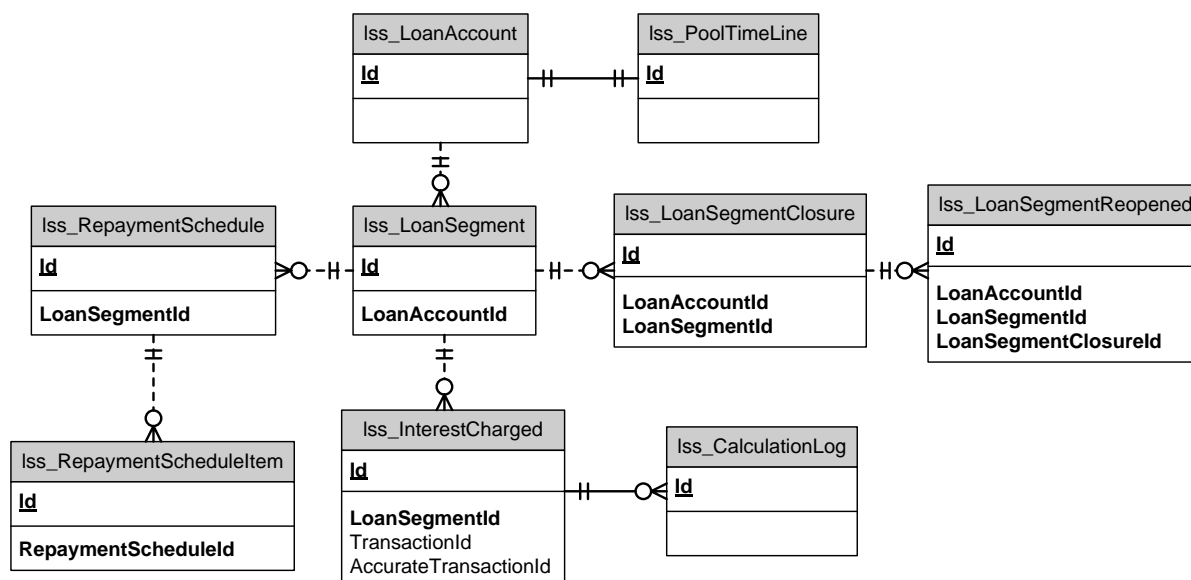 lss_LoanAccount
Id
lss_PoolTimeLine
Id
lss_RepaymentSchedule
Id
LoanSegmentId
lss_LoanSegment
Id
LoanAccountId
lss_LoanSegmentClosure
Id
LoanAccountId
LoanSegmentId
lss_LoanSegmentReopened
Id
LoanAccountId
LoanSegmentId
LoanSegmentClosureId
lss_RepaymentScheduleItem
Id
RepaymentScheduleId
lss_InterestCharged
Id
LoanSegmentId
TransactionId
AccurateTransactionId
lss_CalculationLog
Id